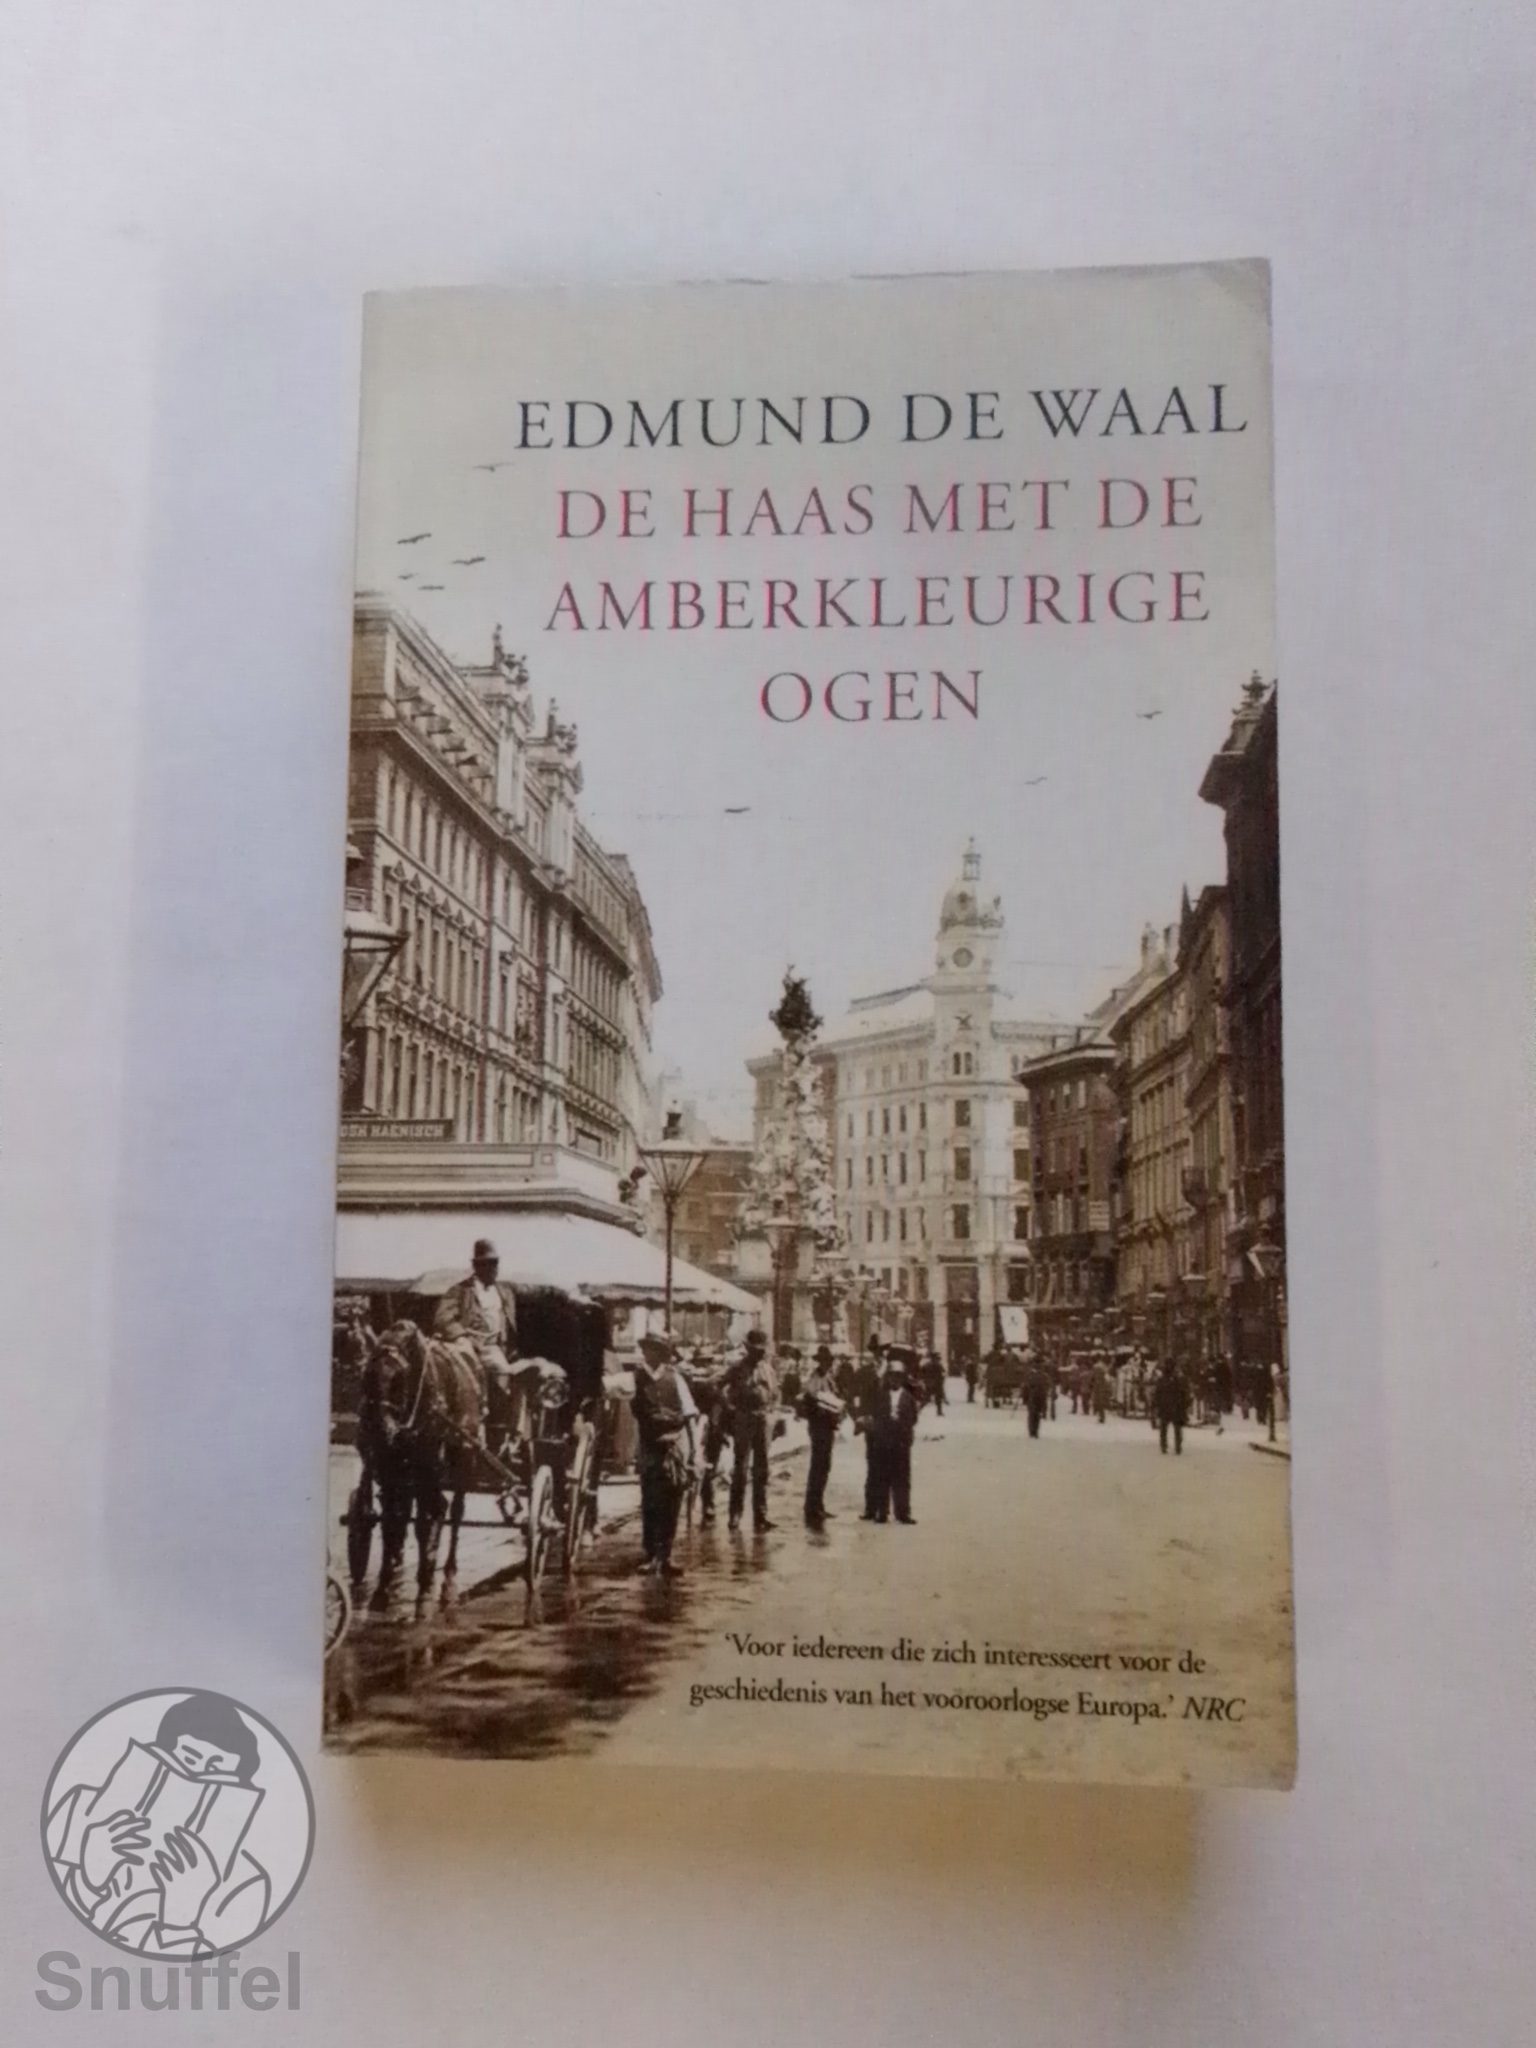 EDMUND DE WAAL
DE HAAS MET DE
AMBERKLEURIGE
OGEN
HAENISCH
‘Voor iedereen die zich interesseert voor de
geschiedenis van het vooroorlogse Europa.’ NRC
Snuffel